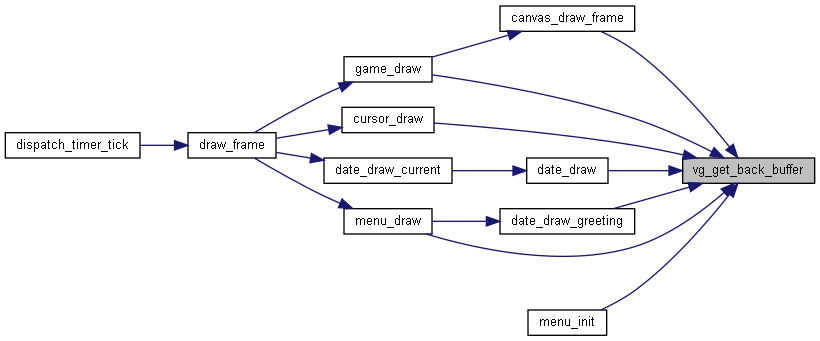 canvas_draw_frame
game_draw
cursor_draw
dispatch_timer_tick
draw_frame
date_draw_current
date_draw
vg_get_back_buffer
menu_draw
date_draw_greeting
menu_init